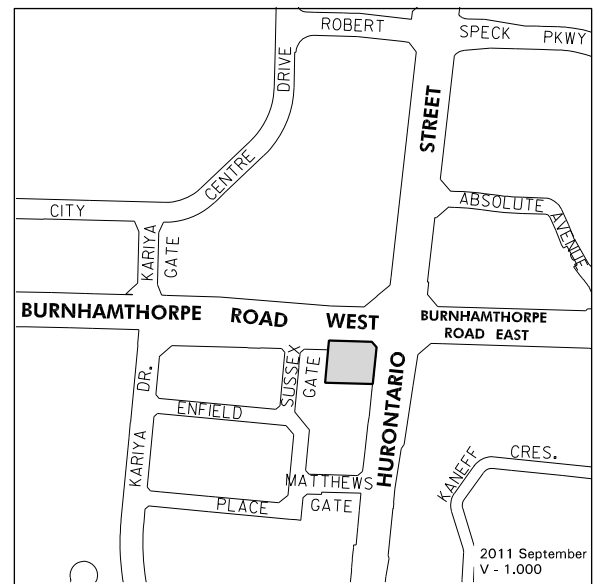 ROBERT
SPECK PKWY
DRIVE
STREET
CENTRE
CITY
ABSOLUTE
AVENUE
KARIYA
GATE
BURNHAMTHORPE ROAD WEST
BURNHAMTHORPE
ROAD EAST
SUSSEX
GATE
DR.
KARIYA
ENFIELD
HURONTARIO
MATTHEWS
GATE
PLACE
KANEFF
CRES.
2011 September
V - 1.000